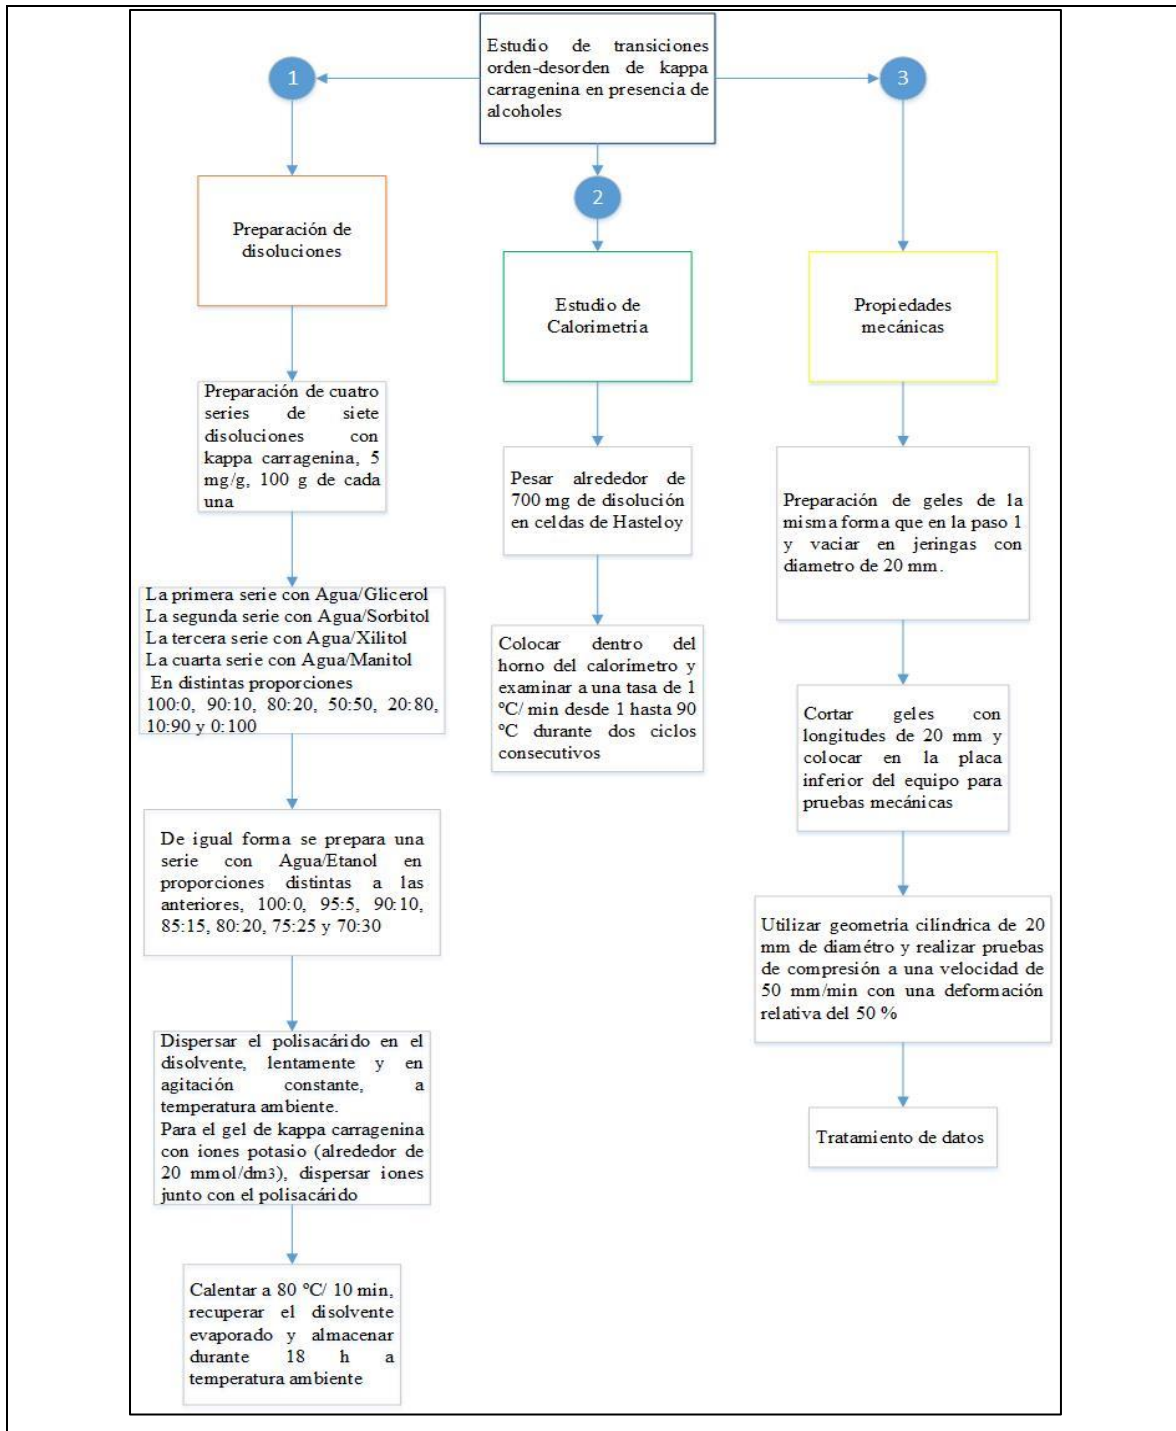 Estudio de transiciones
orden-desorden de kappa
carragenina en presencia de
alcoholes
1
Preparación de
disoluciones
Preparación de cuatro
series de siete
disoluciones con
kappa carragenina, 5
mg/g, 100 g de cada
una
La primera serie con Agua/Glicerol
La segunda serie con Agua/Sorbitol
La tercera serie con Agua/Xilitol
La cuarta serie con Agua/Manitol
En distintas proporciones
100:0, 90:10, 80:20, 50:50, 20:80,
10:90 y 0:100
De igual forma se prepara una
serie con Agua/Etanol en
proporciones distintas a las
anteriores, 100:0, 95:5, 90:10,
85:15, 80:20, 75:25 y 70:30
Dispersar el polisacárido en el
disolvente, lentamente y en
agitación constante, a
temperatura ambiente.
Para el gel de kappa carragenina
con iones potasio (alrededor de
20 mmol/dm3), dispersar iones
junto con el polisacárido
Calentar a 80 ºC/ 10 min,
recuperar el disolvente
evaporado y almacenar
durante 18 h a
temperatura ambiente
2
Estudio de
Calorimetría
Pesar alrededor de
700 mg de disolución
en celdas de Hasteloy
Colocar dentro del
horno del calorímetro y
examinar a una tasa de 1
ºC/ min desde 1 hasta 90
ºC durante dos ciclos
consecutivos
3
Propiedades
mecánicas
Preparación de geles de la
misma forma que en la paso 1
y vaciar en jeringas con
diametro de 20 mm.
Cortar geles con
longitudes de 20 mm y
colocar en la placa
inferior del equipo para
pruebas mecánicas
Utilizar geometría cilíndrica de 20
mm de diamétro y realizar pruebas
de compresión a una velocidad de
50 mm/min con una deformación
relativa del 50 %
Tratamiento de datos